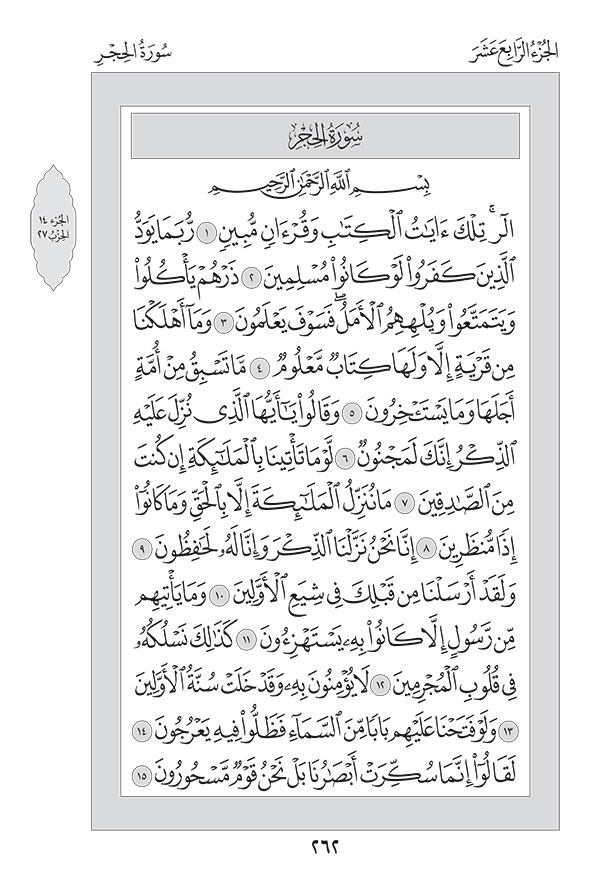 الجُزْءُ الرَّابِعَ عَشَرَ
سُورَةُ الحِجْرِ
سُورَةُ الحِجْرِ
الجزء ١٤
الحزب ٢٧
بِسْمِ ٱللَّهِ ٱلرَّحْمَٰنِ ٱلرَّحِيمِ
الٓرۚ تِلْكَ ءَايَٰتُ ٱلْكِتَٰبِ وَقُرْءَانٍ مُّبِينٍ ١ رُّبَمَا يَوَدُّ
ٱلَّذِينَ كَفَرُواْ لَوْ كَانُواْ مُسْلِمِينَ ٢ ذَرْهُمْ يَأْكُلُواْ
وَيَتَمَتَّعُواْ وَيُلْهِهِمُ ٱلْأَمَلُۖ فَسَوْفَ يَعْلَمُونَ ٣ وَمَآ أَهْلَكْنَا
مِن قَرْيَةٍ إِلَّا وَلَهَا كِتَابٌ مَّعْلُومٌ ٤ مَّا تَسْبِقُ مِنْ أُمَّةٍ
أَجَلَهَا وَمَا يَسْتَـْٔخِرُونَ ٥ وَقَالُواْ يَٰٓأَيُّهَا ٱلَّذِى نُزِّلَ عَلَيْهِ
ٱلذِّكْرُ إِنَّكَ لَمَجْنُونٌ ٦ لَّوْ مَا تَأْتِينَا بِٱلْمَلَٰٓئِكَةِ إِن كُنتَ
مِنَ ٱلصَّٰدِقِينَ ٧ مَا نُنَزِّلُ ٱلْمَلَٰٓئِكَةَ إِلَّا بِٱلْحَقِّ وَمَا كَانُوٓاْ
إِذًا مُّنظَرِينَ ٨ إِنَّا نَحْنُ نَزَّلْنَا ٱلذِّكْرَ وَإِنَّا لَهُۥ لَحَٰفِظُونَ ٩
وَلَقَدْ أَرْسَلْنَا مِن قَبْلِكَ فِى شِيَعِ ٱلْأَوَّلِينَ ١٠ وَمَا يَأْتِيهِم
مِّن رَّسُولٍ إِلَّا كَانُواْ بِهِۦ يَسْتَهْزِءُونَ ١١ كَذَٰلِكَ نَسْلُكُهُۥ
فِى قُلُوبِ ٱلْمُجْرِمِينَ ١٢ لَا يُؤْمِنُونَ بِهِۦ وَقَدْ خَلَتْ سُنَّةُ ٱلْأَوَّلِينَ
١٣ وَلَوْ فَتَحْنَا عَلَيْهِم بَابًا مِّنَ ٱلسَّمَآءِ فَظَلُّواْ فِيهِ يَعْرُجُونَ ١٤
لَقَالُوٓاْ إِنَّمَا سُكِّرَتْ أَبْصَٰرُنَا بَلْ نَحْنُ قَوْمٌ مَّسْحُورُونَ ١٥
٢٦٢